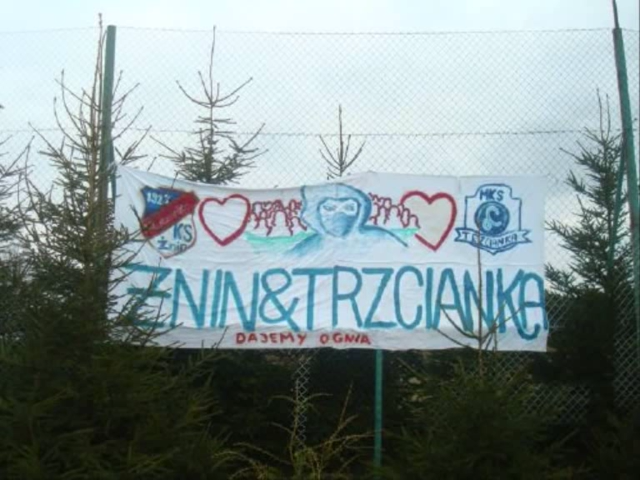 KS
Żnin
MKS
TRZCIANKA
ŻNIN&TRZCIANKA
DAJEMY OGNIA